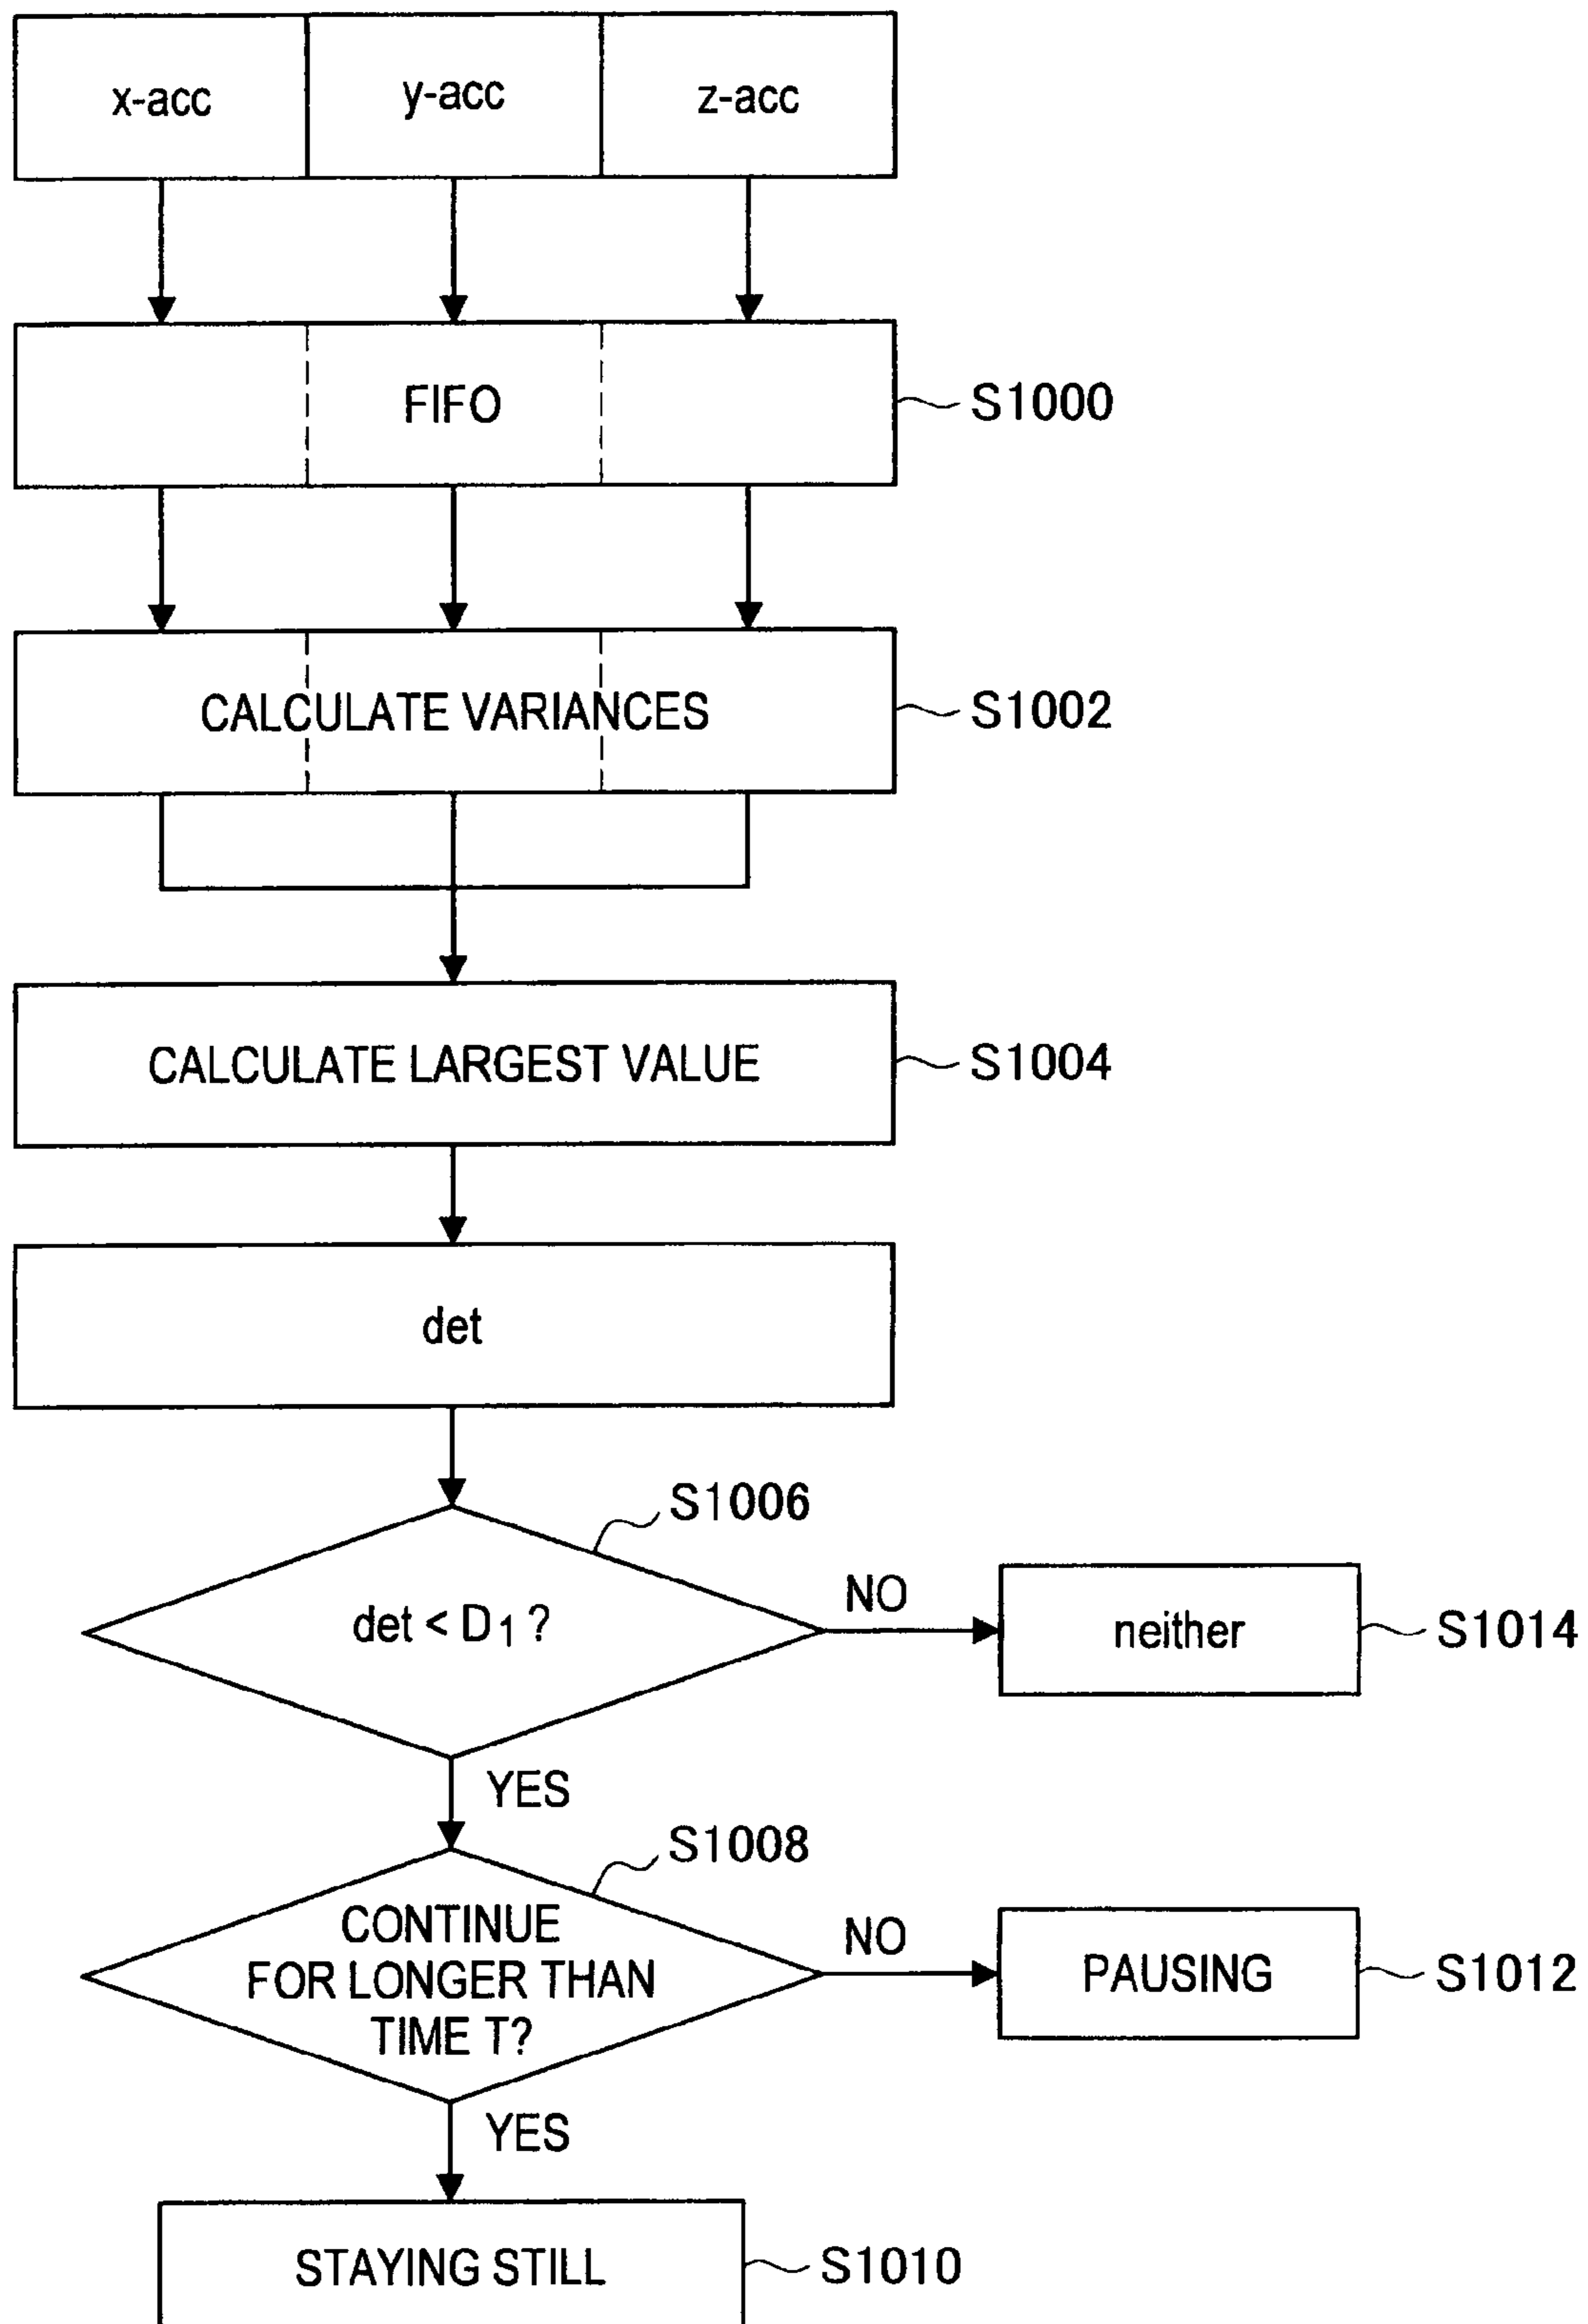 x-acc y-acc z-acc
FIFO S1000
CALCULATE VARIANCES S1002
CALCULATE LARGEST VALUE S1004
det
S1006
det < D1 ? NO neither S1014
YES
S1008
CONTINUE
FOR LONGER THAN
TIME T?
NO
PAUSING S1012
YES
STAYING STILL S1010